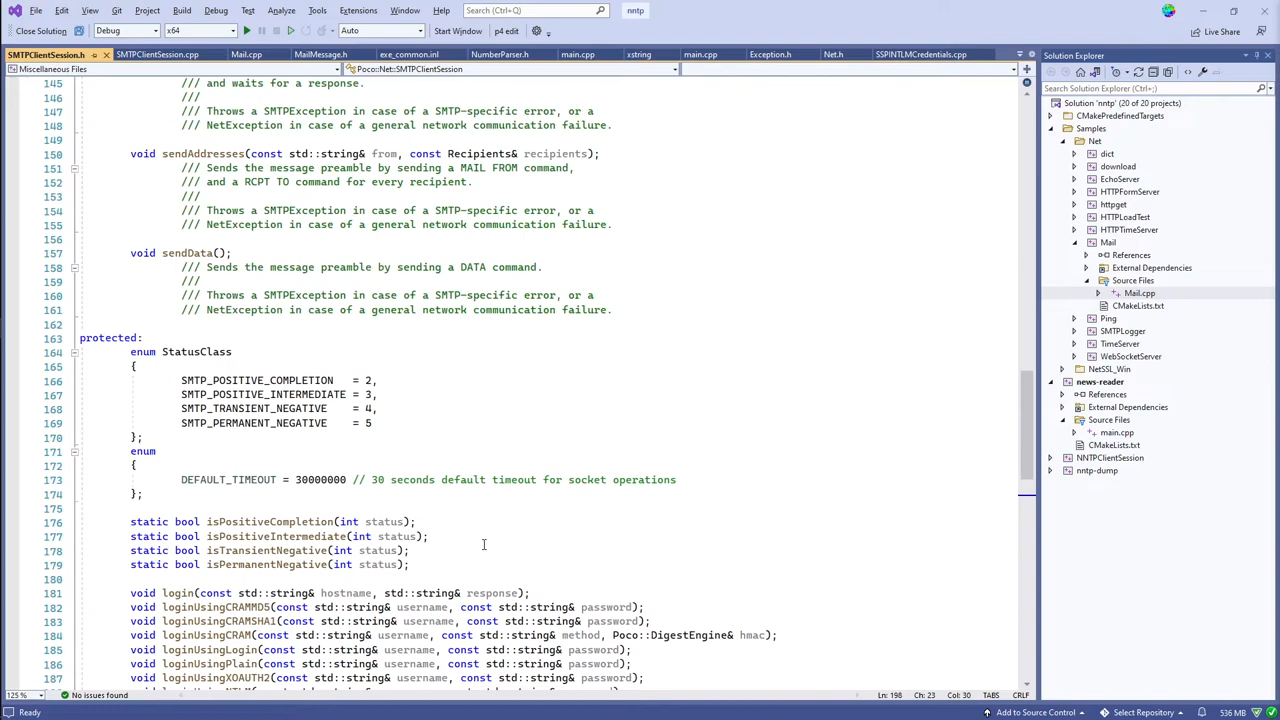 File Edit View Git Project Build Debug Test Analyze Tools Extensions Window Help Search (Ctrl+Q) nntp
Close Solution Debug x64 Auto Start Window p4 edit Live Share
SMTPClientSession.h SMTPClientSession.cpp MailMessage.h exe_common.inl NumberParser.h main.cpp xstring main.cpp Exception.h Net.h SSPINTLMCredentials.cpp
Miscellaneous Files Poco::Net::SMTPClientSession
145 /// and waits for a response.
146 ///
147 /// Throws a SMTPException in case of a SMTP-specific error, or a
148 /// NetException in case of a general network communication failure.
149
150 void sendAddresses(const std::string& from, const Recipients& recipients);
151 /// Sends the message preamble by sending a MAIL FROM command,
152 /// and a RCPT TO command for every recipient.
153 ///
154 /// Throws a SMTPException in case of a SMTP-specific error, or a
155 /// NetException in case of a general network communication failure.
156
157 void sendData();
158 /// Sends the message preamble by sending a DATA command.
159 ///
160 /// Throws a SMTPException in case of a SMTP-specific error, or a
161 /// NetException in case of a general network communication failure.
162
163 protected:
164 enum StatusClass
165 {
166 SMTP_POSITIVE_COMPLETION = 2,
167 SMTP_POSITIVE_INTERMEDIATE = 3,
168 SMTP_TRANSIENT_NEGATIVE = 4,
169 SMTP_PERMANENT_NEGATIVE = 5
170 };
171 enum
172 {
173 DEFAULT_TIMEOUT = 30000000 // 30 seconds default timeout for socket operations
174 };
175
176 static bool isPositiveCompletion(int status);
177 static bool isPositiveIntermediate(int status);
178 static bool isTransientNegative(int status);
179 static bool isPermanentNegative(int status);
180
181 void login(const std::string& hostname, std::string& response);
182 void loginUsingCRAMMD5(const std::string& username, const std::string& password);
183 void loginUsingCRAMSHA1(const std::string& username, const std::string& password);
184 void loginUsingCRAM(const std::string& username, const std::string& method, Poco::DigestEngine& hmac);
185 void loginUsingLogin(const std::string& username, const std::string& password);
186 void loginUsingPlain(const std::string& username, const std::string& password);
187 void loginUsingXOAUTH2(const std::string& username, const std::string& password);
125 % No issues found Ln: 198 Ch: 23 Col: 30 TABS CRLF
Ready Add to Source Control Select Repository 536 MB
Solution Explorer
Search Solution Explorer (Ctrl+;)
Solution 'nntp' (20 of 20 projects)
CMakePredefinedTargets
Samples
Net
dict
download
EchoServer
HTTPFormServer
httpget
HTTPLoadTest
HTTPTimeServer
Mail
References
External Dependencies
Source Files
Mail.cpp
CMakeLists.txt
Ping
SMTPLogger
TimeServer
WebSocketServer
NetSSL_Win
news-reader
References
External Dependencies
Source Files
main.cpp
CMakeLists.txt
NNTPClientSession
nntp-dump